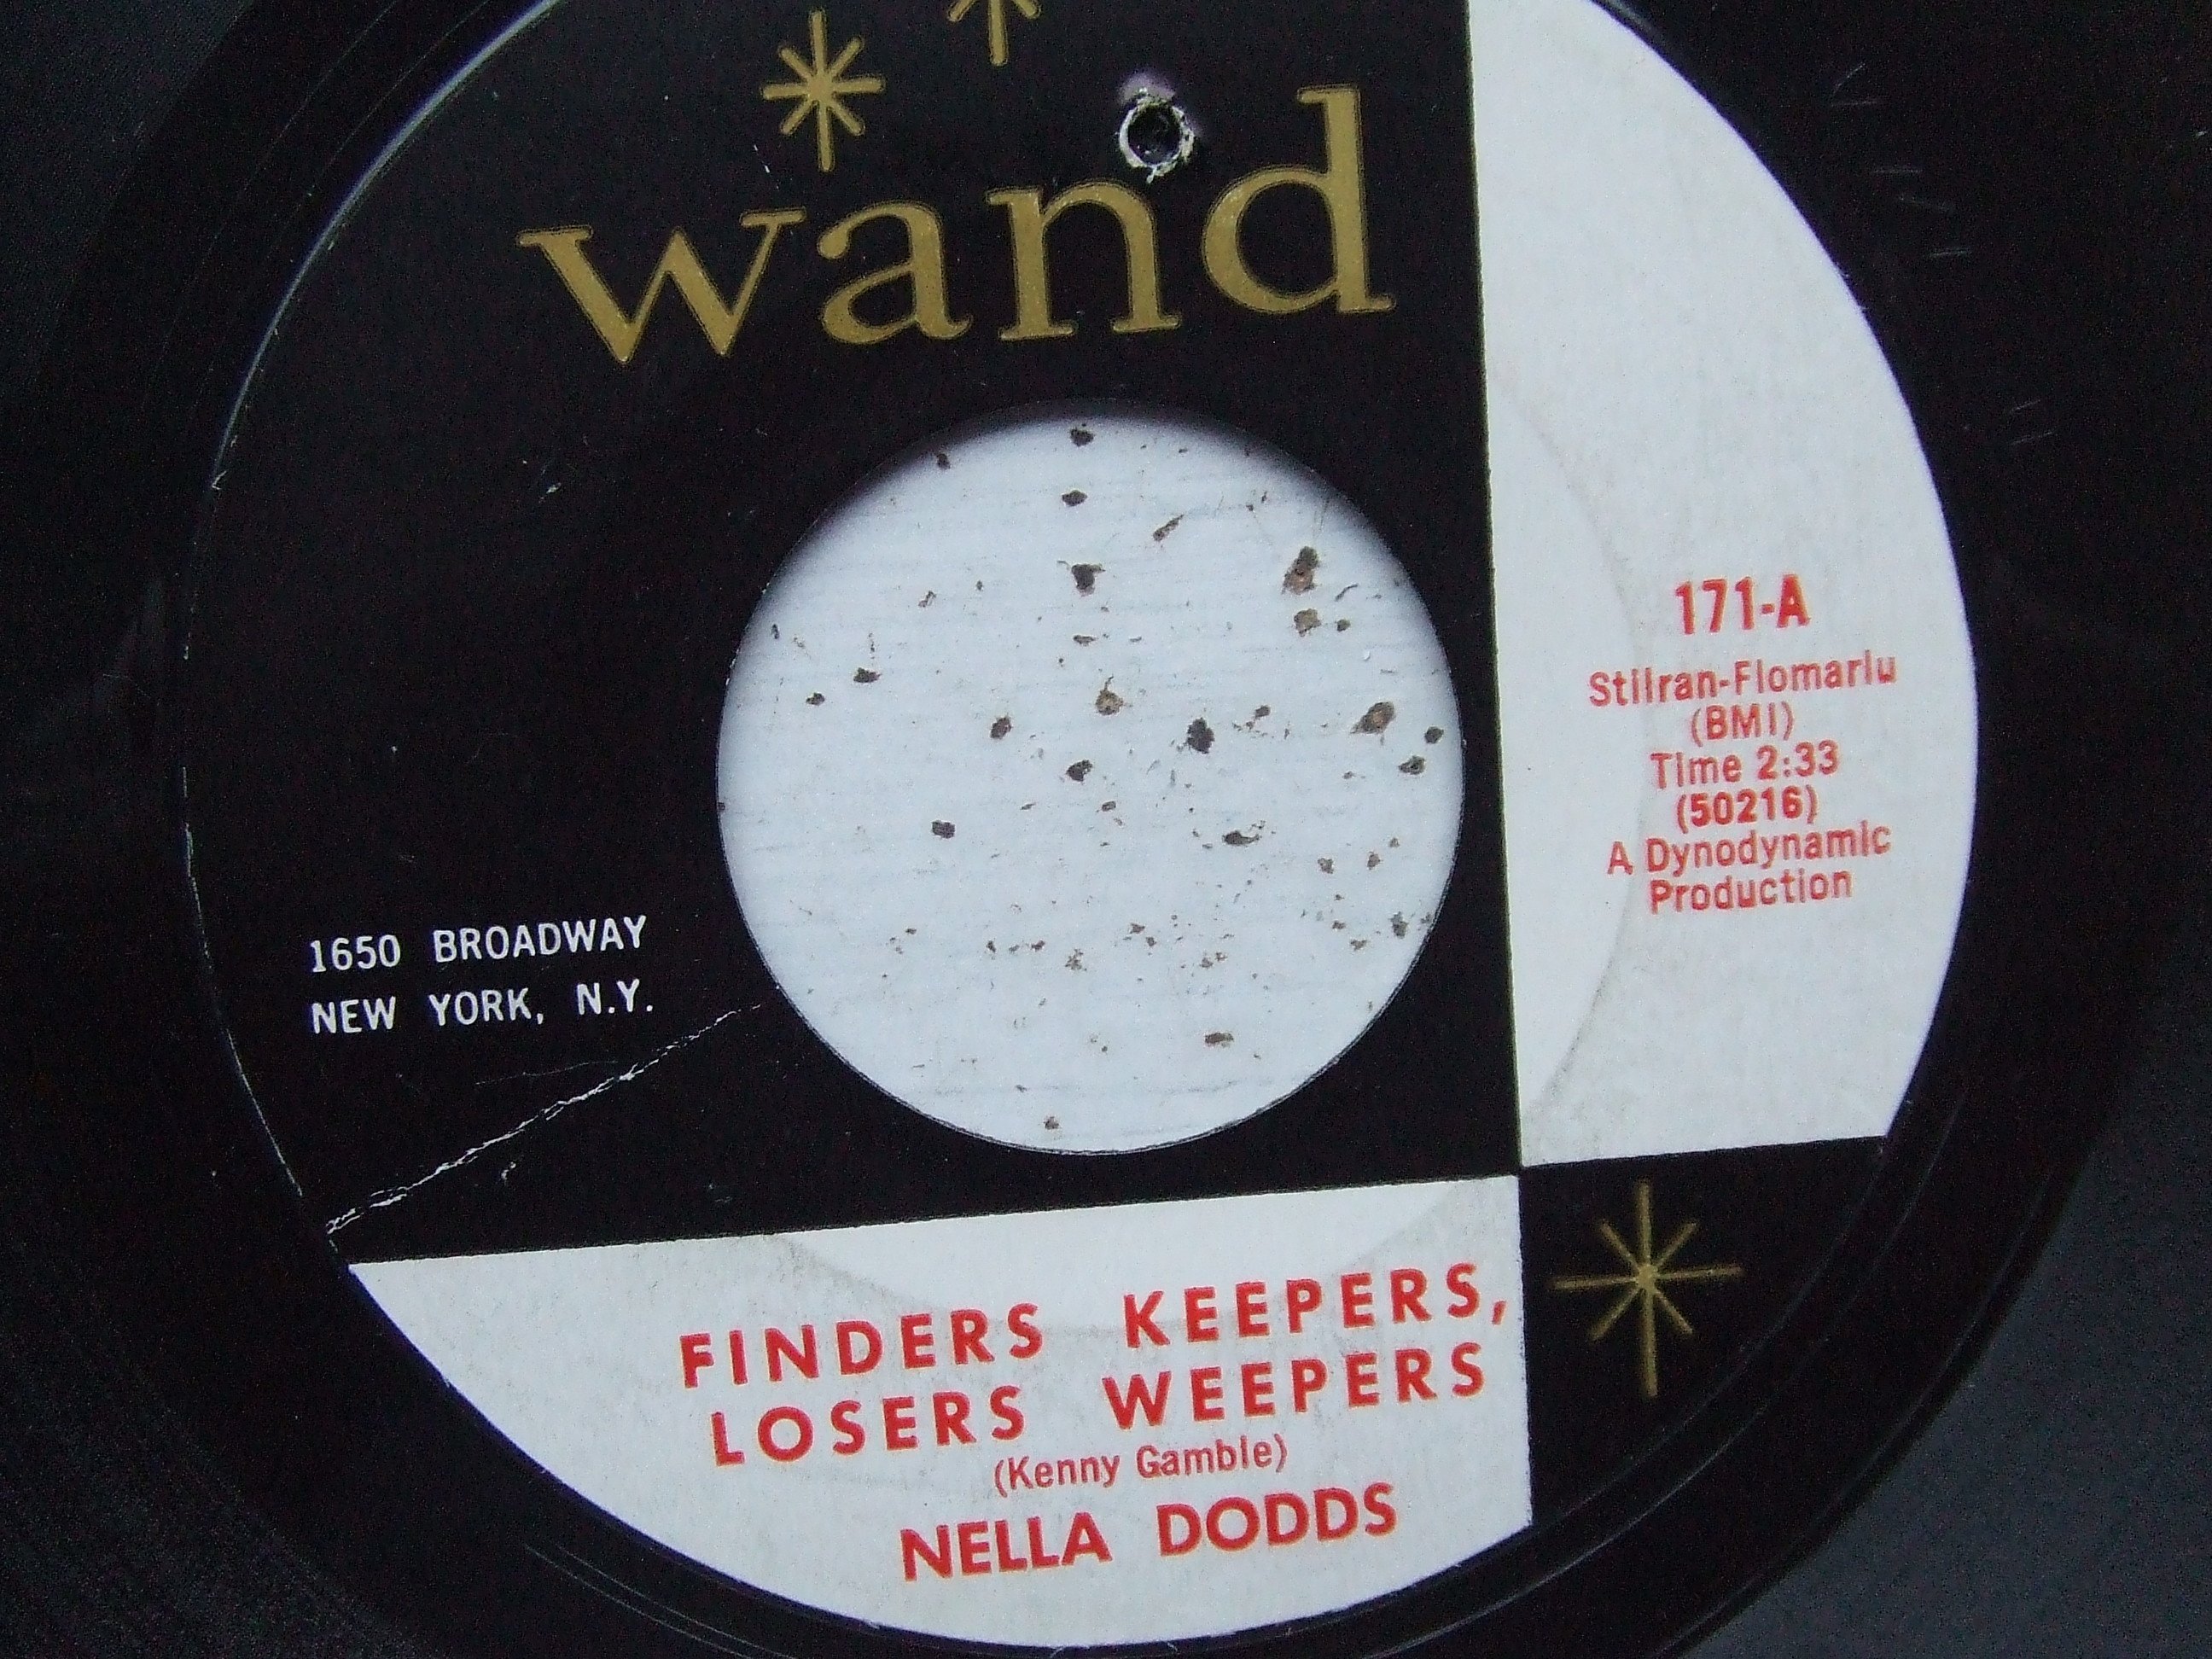 wand
171-A
Stilran-Flomarlu
(BMI)
Time 2:33
(50216)
A Dynodynamic
Production
1650 BROADWAY
NEW YORK, N.Y.
FINDERS KEEPERS,
LOSERS WEEPERS
(Kenny Gamble)
NELLA DODDS